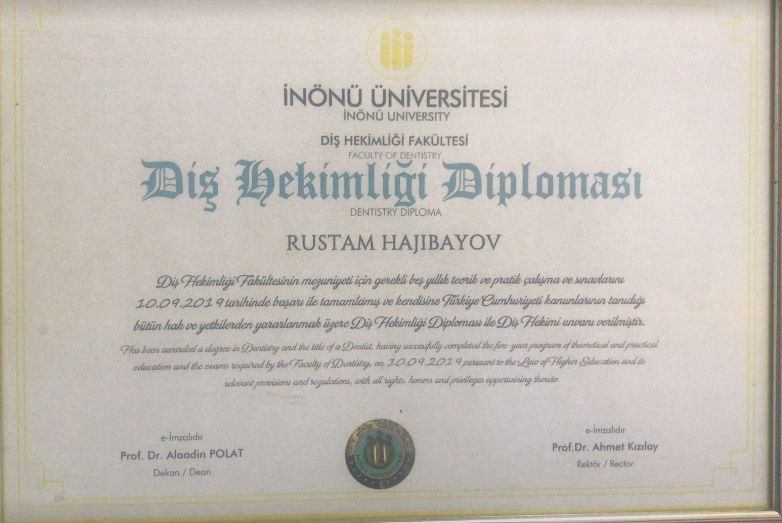 İNÖNÜ ÜNİVERSİTESİ
İNÖNÜ UNIVERSITY
DİŞ HEKİMLİĞİ FAKÜLTESİ
FACULTY OF DENTISTRY
Diş Hekimliği Diploması
DENTISTRY DIPLOMA
RUSTAM HAJIBAYOV
Diş Hekimliği Fakültesinin mezuniyeti için gerekli beş yıllık teorik ve pratik çalışma ve sınavlarını
10.09.2019 tarihinde başarı ile tamamlamış ve kendisine Türkiye Cumhuriyeti kanunlarının tanıdığı
bütün hak ve yetkilerden yararlanmak üzere Diş Hekimliği Diploması ile Diş Hekimi unvanı verilmiştir.
Has been awarded a degree in Dentistry and the title of a Dentist, having successfully completed the five-year program of theoretical and practical
education and the exams required by the Faculty of Dentistry, on 10.09.2019 pursuant to the Law of Higher Education and its
relevant provisions and regulations, with all rights, honors and privileges appertaining thereto.
e-İmzalıdır
Prof. Dr. Alaadin POLAT
Dekan / Dean
e-İmzalıdır
Prof.Dr. Ahmet Kızılay
Rektör / Rector